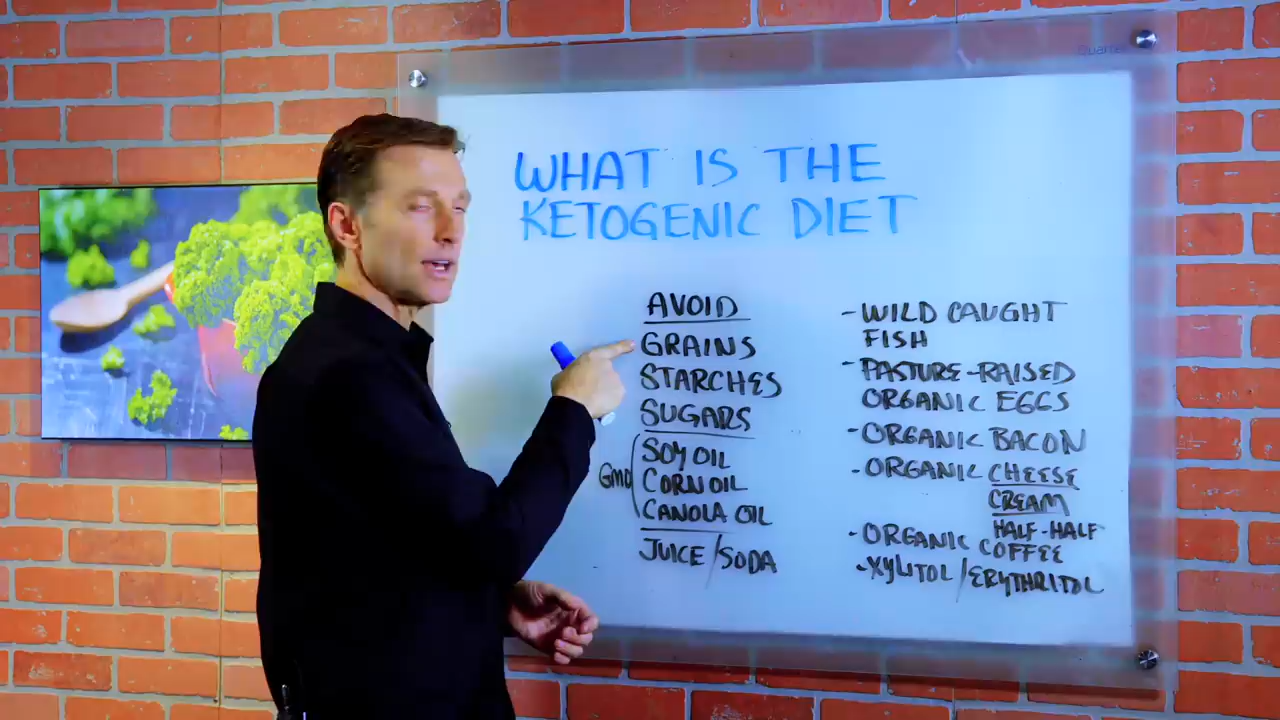 Quartet
WHAT IS THE
KETOGENIC DIET
AVOID
GRAINS
STARCHES
SUGARS
GMO
SOY OIL
CORN OIL
CANOLA OIL
JUICE/SODA
- WILD CAUGHT
FISH
- PASTURE-RAISED
ORGANIC EGGS
- ORGANIC BACON
- ORGANIC CHEESE
CREAM
HALF-HALF
- ORGANIC COFFEE
- XYLITOL/ERYTHRITOL